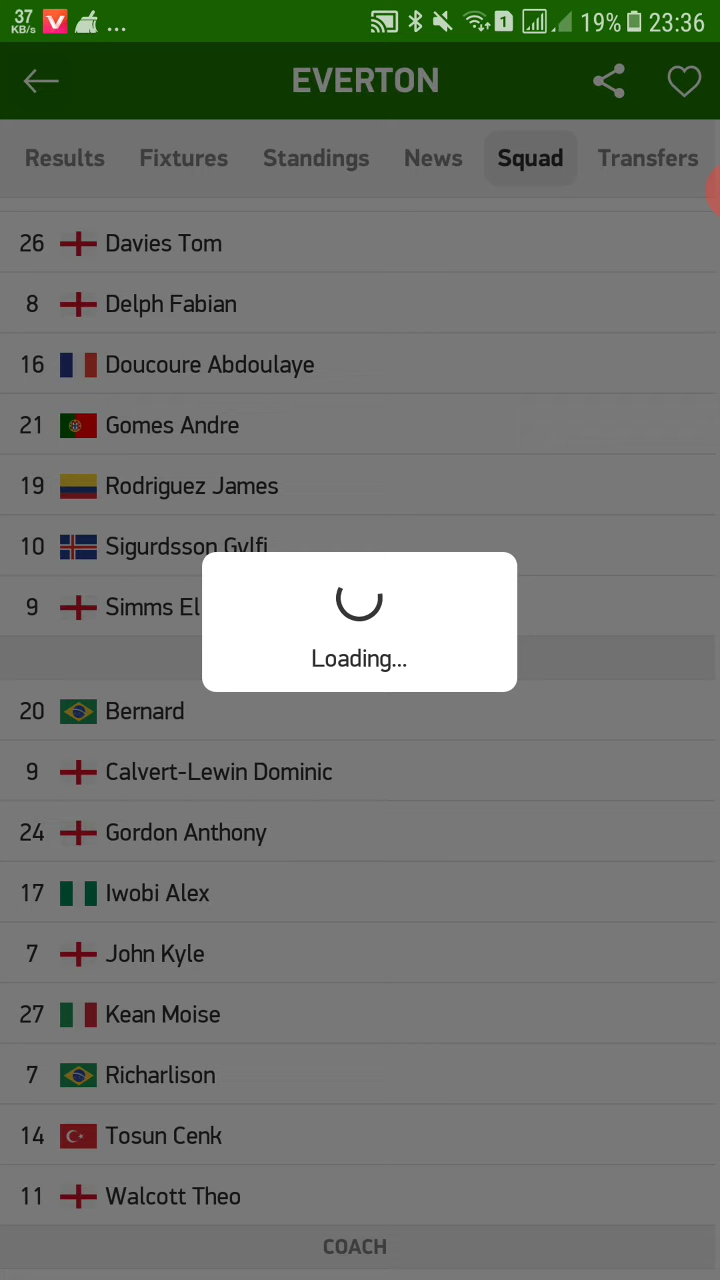 37 KB/s V ... 1 19% 23:36
EVERTON
Results Fixtures Standings News Squad Transfers
26 Davies Tom
8 Delph Fabian
16 Doucoure Abdoulaye
21 Gomes Andre
19 Rodriguez James
10 Sigurdsson Gylfi
9 Simms El
Loading...
20 Bernard
9 Calvert-Lewin Dominic
24 Gordon Anthony
17 Iwobi Alex
7 John Kyle
27 Kean Moise
7 Richarlison
14 Tosun Cenk
11 Walcott Theo
COACH